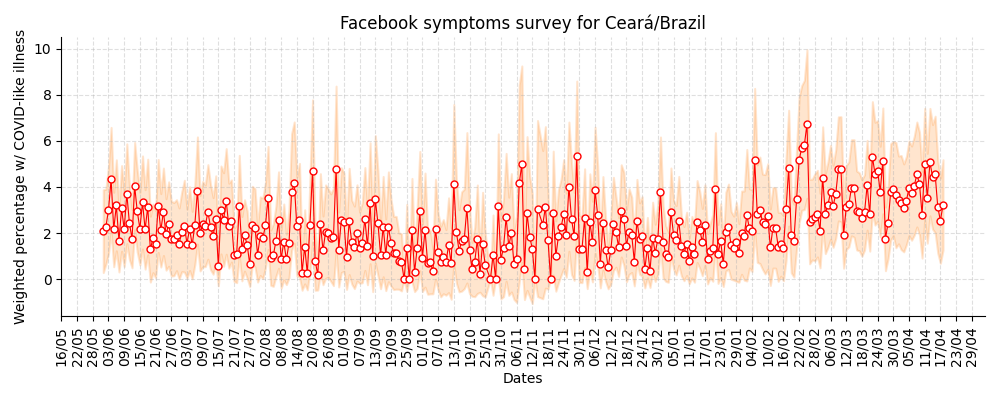 Facebook symptoms survey for Ceará/Brazil
Weighted percentage w/ COVID-like illness
10
8
6
4
2
0
16/05 22/05 28/05 03/06 09/06 15/06 21/06 27/06 03/07 09/07 15/07 21/07 27/07 02/08 08/08 14/08 20/08 26/08 01/09 07/09 13/09 19/09 25/09 01/10 07/10 13/10 19/10 25/10 31/10 06/11 12/11 18/11 24/11 30/11 06/12 12/12 18/12 24/12 30/12 05/01 11/01 17/01 23/01 29/01 04/02 10/02 16/02 22/02 28/02 06/03 12/03 18/03 24/03 30/03 05/04 11/04 17/04 23/04 29/04
Dates